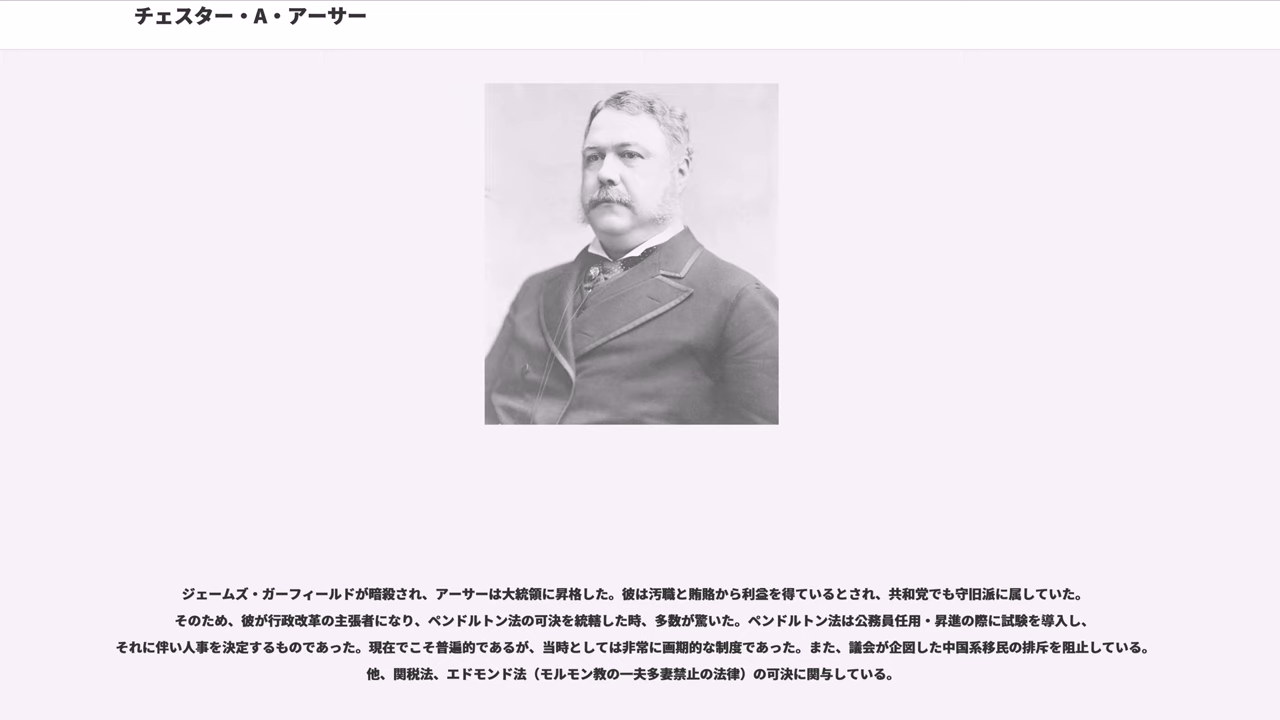 チェスター・A・アーサー
ジェームズ・ガーフィールドが暗殺され、アーサーは大統領に昇格した。彼は汚職と賄賂から利益を得ているとされ、共和党でも守旧派に属していた。
そのため、彼が行政改革の主張者になり、ペンドルトン法の可決を統轄した時、多数が驚いた。ペンドルトン法は公務員任用・昇進の際に試験を導入し、
それに伴い人事を決定するものであった。現在でこそ普遍的であるが、当時としては非常に画期的な制度であった。また、議会が企図した中国系移民の排斥を阻止している。
他、関税法、エドモンド法（モルモン教の一夫多妻禁止の法律）の可決に関与している。